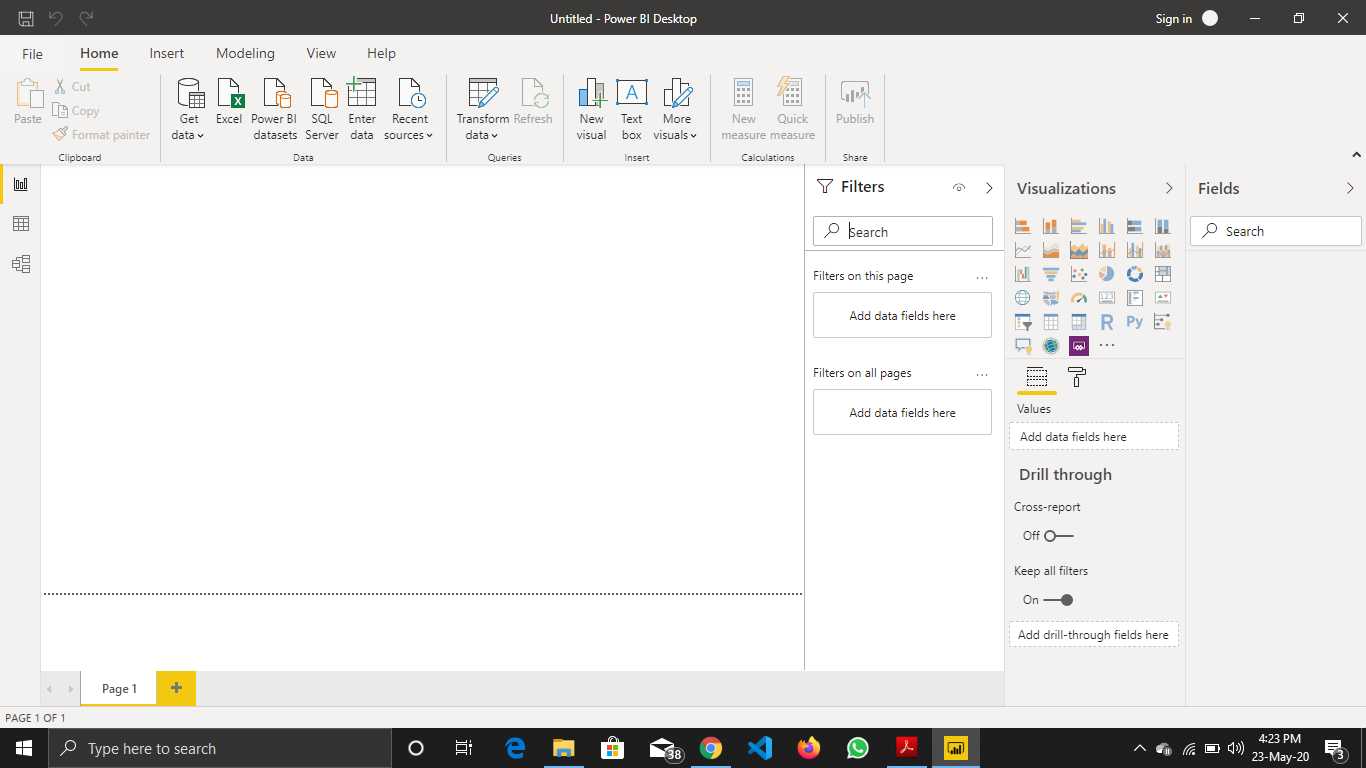 Untitled - Power BI Desktop
Sign in
File
Home
Insert
Modeling
View
Help
Paste
Cut
Copy
Format painter
Clipboard
Get data
Excel
Power BI datasets
SQL Server
Enter data
Recent sources
Data
Transform data
Refresh
Queries
New visual
Text box
More visuals
Insert
New measure
Quick measure
Calculations
Publish
Share
Filters
Search
Filters on this page
...
Add data fields here
Filters on all pages
...
Add data fields here
Visualizations
123
R
Py
...
Values
Add data fields here
Drill through
Cross-report
Off
Keep all filters
On
Add drill-through fields here
Fields
Search
Page 1
PAGE 1 OF 1
Type here to search
38
4:23 PM
23-May-20
3